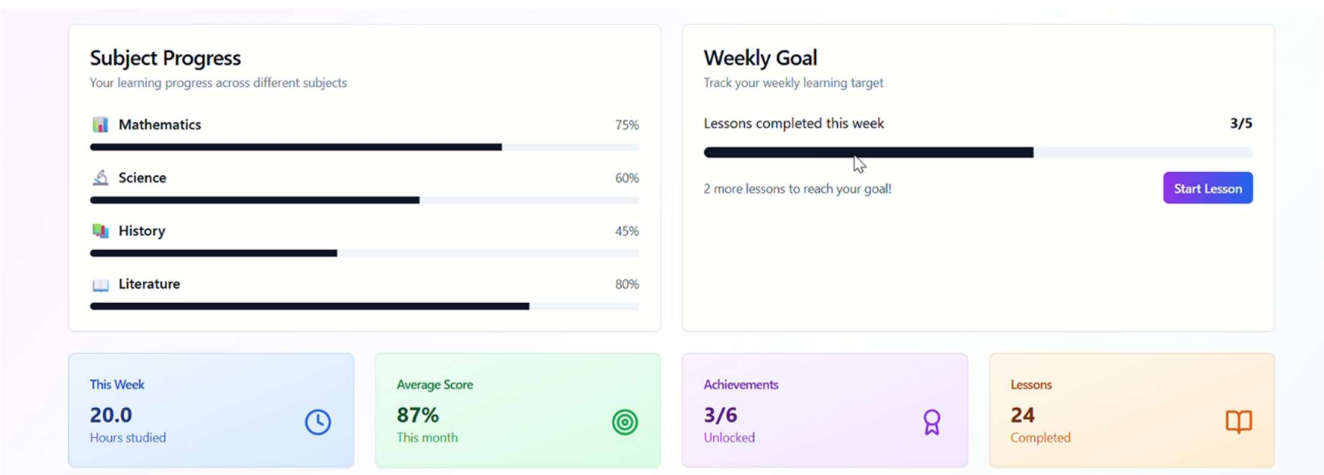 Subject Progress
Your learning progress across different subjects
Mathematics 75%
Science 60%
History 45%
Literature 80%
Weekly Goal
Track your weekly learning target
Lessons completed this week 3/5
2 more lessons to reach your goal! Start Lesson
This Week
20.0
Hours studied
Average Score
87%
This month
Achievements
3/6
Unlocked
Lessons
24
Completed